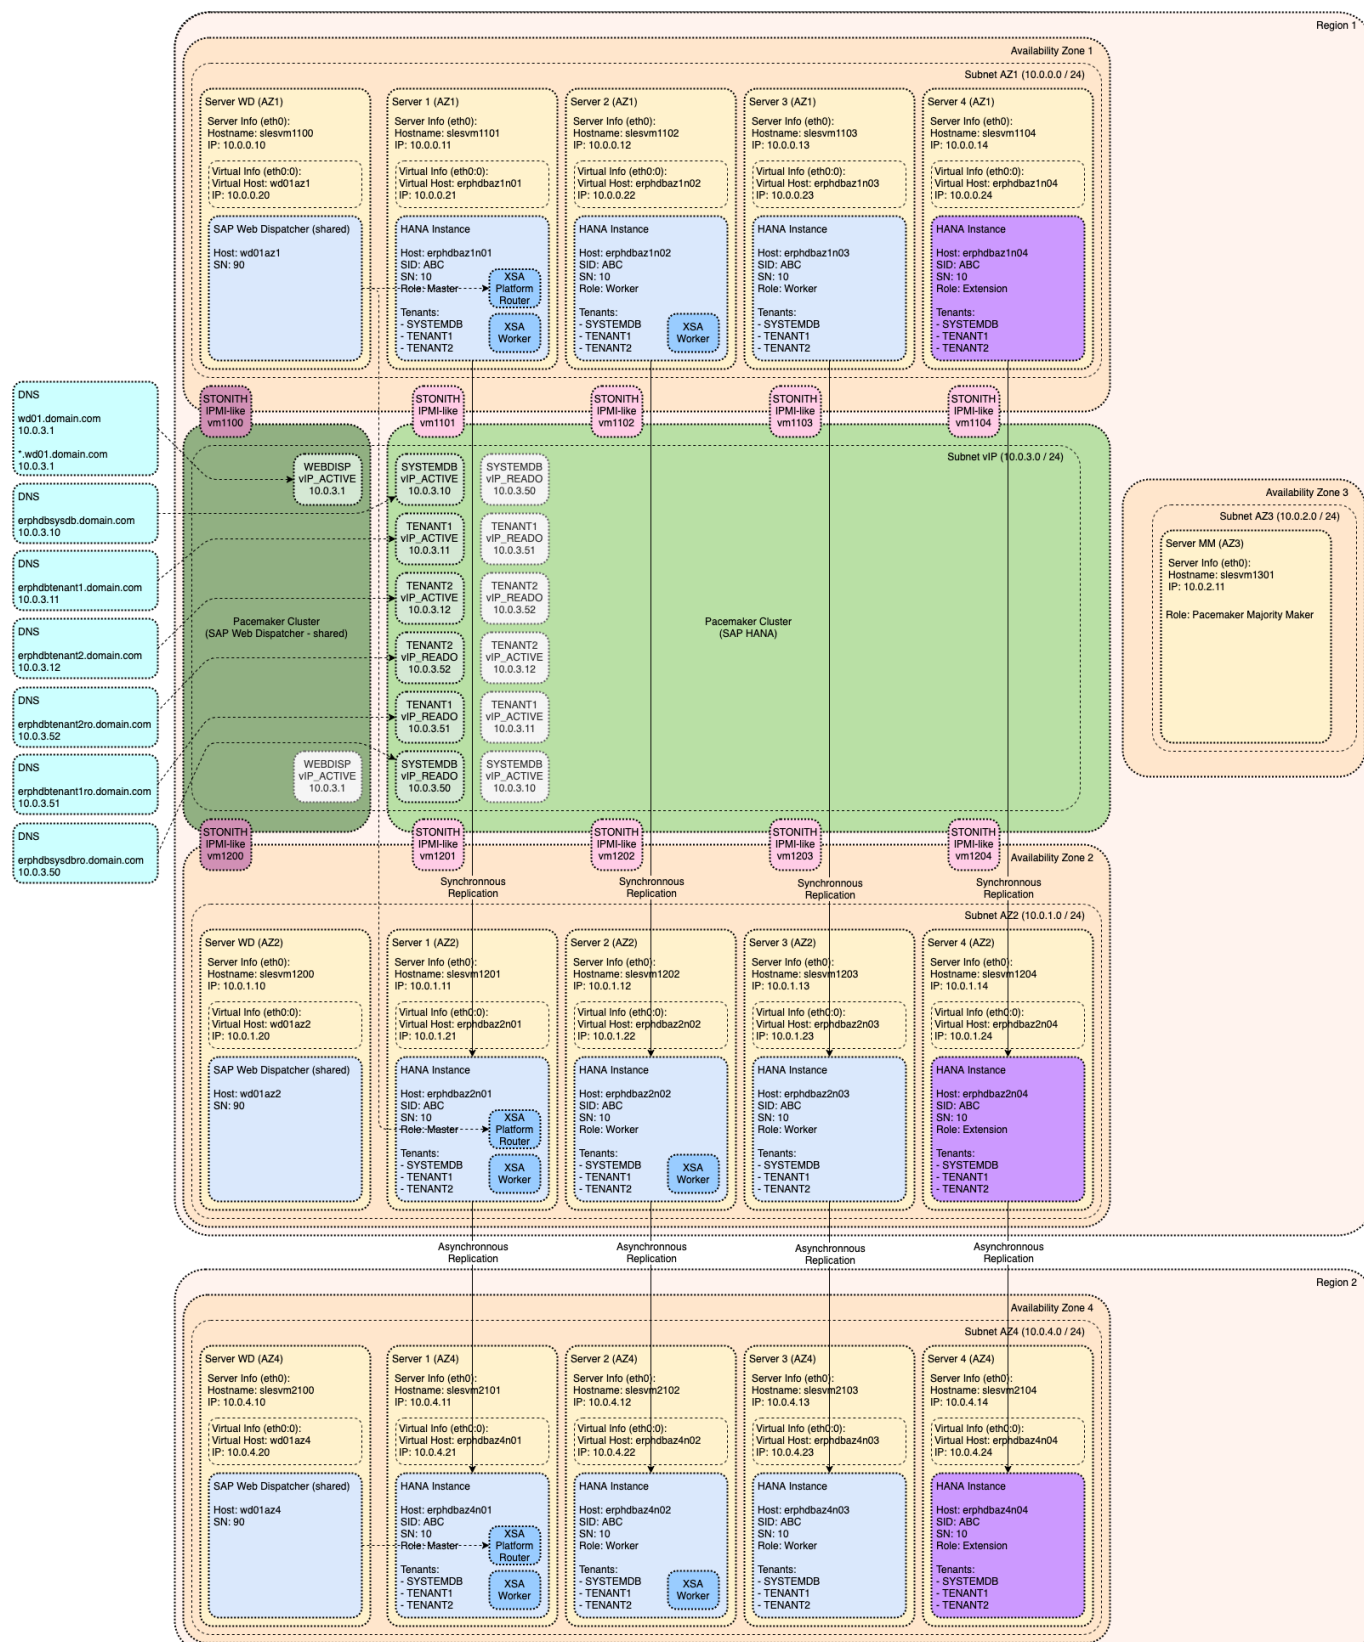 Region 1
Availability Zone 1
Subnet AZ1 (10.0.0.0 / 24)
Server WD (AZ1)
Server Info (eth0):
Hostname: slesvm1100
IP: 10.0.0.10
Virtual Info (eth0:0):
Virtual Host: wd01az1
IP: 10.0.0.20
SAP Web Dispatcher (shared)
Host: wd01az1
SN: 90
Server 1 (AZ1)
Server Info (eth0):
Hostname: slesvm1101
IP: 10.0.0.11
Virtual Info (eth0:0):
Virtual Host: erphdbaz1n01
IP: 10.0.0.21
HANA Instance
Host: erphdbaz1n01
SID: ABC
SN: 10
Role: Master
Tenants:
- SYSTEMDB
- TENANT1
- TENANT2
XSA
Platform
Router
XSA
Worker
Server 2 (AZ1)
Server Info (eth0):
Hostname: slesvm1102
IP: 10.0.0.12
Virtual Info (eth0:0):
Virtual Host: erphdbaz1n02
IP: 10.0.0.22
HANA Instance
Host: erphdbaz1n02
SID: ABC
SN: 10
Role: Worker
Tenants:
- SYSTEMDB
- TENANT1
- TENANT2
XSA
Worker
Server 3 (AZ1)
Server Info (eth0):
Hostname: slesvm1103
IP: 10.0.0.13
Virtual Info (eth0:0):
Virtual Host: erphdbaz1n03
IP: 10.0.0.23
HANA Instance
Host: erphdbaz1n03
SID: ABC
SN: 10
Role: Worker
Tenants:
- SYSTEMDB
- TENANT1
- TENANT2
Server 4 (AZ1)
Server Info (eth0):
Hostname: slesvm1104
IP: 10.0.0.14
Virtual Info (eth0:0):
Virtual Host: erphdbaz1n04
IP: 10.0.0.24
HANA Instance
Host: erphdbaz1n04
SID: ABC
SN: 10
Role: Extension
Tenants:
- SYSTEMDB
- TENANT1
- TENANT2
STONITH
IPMI-like
vm1100
STONITH
IPMI-like
vm1101
STONITH
IPMI-like
vm1102
STONITH
IPMI-like
vm1103
STONITH
IPMI-like
vm1104
DNS
wd01.domain.com
10.0.3.1
*.wd01.domain.com
10.0.3.1
DNS
erphdbsysdb.domain.com
10.0.3.10
DNS
erphdbtenant1.domain.com
10.0.3.11
DNS
erphdbtenant2.domain.com
10.0.3.12
DNS
erphdbtenant2ro.domain.com
10.0.3.52
DNS
erphdbtenant1ro.domain.com
10.0.3.51
DNS
erphdbsysdbro.domain.com
10.0.3.50
WEBDISP
vIP_ACTIVE
10.0.3.1
Pacemaker Cluster
(SAP Web Dispatcher - shared)
WEBDISP
vIP_ACTIVE
10.0.3.1
Subnet vIP (10.0.3.0 / 24)
SYSTEMDB
vIP_ACTIVE
10.0.3.10
SYSTEMDB
vIP_READO
10.0.3.50
TENANT1
vIP_ACTIVE
10.0.3.11
TENANT1
vIP_READO
10.0.3.51
TENANT2
vIP_ACTIVE
10.0.3.12
TENANT2
vIP_READO
10.0.3.52
TENANT2
vIP_READO
10.0.3.52
TENANT2
vIP_ACTIVE
10.0.3.12
TENANT1
vIP_READO
10.0.3.51
TENANT1
vIP_ACTIVE
10.0.3.11
SYSTEMDB
vIP_READO
10.0.3.50
SYSTEMDB
vIP_ACTIVE
10.0.3.10
Pacemaker Cluster
(SAP HANA)
Availability Zone 3
Subnet AZ3 (10.0.2.0 / 24)
Server MM (AZ3)
Server Info (eth0):
Hostname: slesvm1301
IP: 10.0.2.11
Role: Pacemaker Majority Maker
STONITH
IPMI-like
vm1200
STONITH
IPMI-like
vm1201
STONITH
IPMI-like
vm1202
STONITH
IPMI-like
vm1203
STONITH
IPMI-like
vm1204
Availability Zone 2
Synchronnous
Replication
Synchronnous
Replication
Synchronnous
Replication
Synchronnous
Replication
Subnet AZ2 (10.0.1.0 / 24)
Server WD (AZ2)
Server Info (eth0):
Hostname: slesvm1200
IP: 10.0.1.10
Virtual Info (eth0:0):
Virtual Host: wd01az2
IP: 10.0.1.20
SAP Web Dispatcher (shared)
Host: wd01az2
SN: 90
Server 1 (AZ2)
Server Info (eth0):
Hostname: slesvm1201
IP: 10.0.1.11
Virtual Info (eth0:0):
Virtual Host: erphdbaz2n01
IP: 10.0.1.21
HANA Instance
Host: erphdbaz2n01
SID: ABC
SN: 10
Role: Master
Tenants:
- SYSTEMDB
- TENANT1
- TENANT2
XSA
Platform
Router
XSA
Worker
Server 2 (AZ2)
Server Info (eth0):
Hostname: slesvm1202
IP: 10.0.1.12
Virtual Info (eth0:0):
Virtual Host: erphdbaz2n02
IP: 10.0.1.22
HANA Instance
Host: erphdbaz2n02
SID: ABC
SN: 10
Role: Worker
Tenants:
- SYSTEMDB
- TENANT1
- TENANT2
XSA
Worker
Server 3 (AZ2)
Server Info (eth0):
Hostname: slesvm1203
IP: 10.0.1.13
Virtual Info (eth0:0):
Virtual Host: erphdbaz2n03
IP: 10.0.1.23
HANA Instance
Host: erphdbaz2n03
SID: ABC
SN: 10
Role: Worker
Tenants:
- SYSTEMDB
- TENANT1
- TENANT2
Server 4 (AZ2)
Server Info (eth0):
Hostname: slesvm1204
IP: 10.0.1.14
Virtual Info (eth0:0):
Virtual Host: erphdbaz2n04
IP: 10.0.1.24
HANA Instance
Host: erphdbaz2n04
SID: ABC
SN: 10
Role: Extension
Tenants:
- SYSTEMDB
- TENANT1
- TENANT2
Asynchronnous
Replication
Asynchronnous
Replication
Asynchronnous
Replication
Asynchronnous
Replication
Region 2
Availability Zone 4
Subnet AZ4 (10.0.4.0 / 24)
Server WD (AZ4)
Server Info (eth0):
Hostname: slesvm2100
IP: 10.0.4.10
Virtual Info (eth0:0):
Virtual Host: wd01az4
IP: 10.0.4.20
SAP Web Dispatcher (shared)
Host: wd01az4
SN: 90
Server 1 (AZ4)
Server Info (eth0):
Hostname: slesvm2101
IP: 10.0.4.11
Virtual Info (eth0:0):
Virtual Host: erphdbaz4n01
IP: 10.0.4.21
HANA Instance
Host: erphdbaz4n01
SID: ABC
SN: 10
Role: Master
Tenants:
- SYSTEMDB
- TENANT1
- TENANT2
XSA
Platform
Router
XSA
Worker
Server 2 (AZ4)
Server Info (eth0):
Hostname: slesvm2102
IP: 10.0.4.12
Virtual Info (eth0:0):
Virtual Host: erphdbaz4n02
IP: 10.0.4.22
HANA Instance
Host: erphdbaz4n02
SID: ABC
SN: 10
Role: Worker
Tenants:
- SYSTEMDB
- TENANT1
- TENANT2
XSA
Worker
Server 3 (AZ4)
Server Info (eth0):
Hostname: slesvm2103
IP: 10.0.4.13
Virtual Info (eth0:0):
Virtual Host: erphdbaz4n03
IP: 10.0.4.23
HANA Instance
Host: erphdbaz4n03
SID: ABC
SN: 10
Role: Worker
Tenants:
- SYSTEMDB
- TENANT1
- TENANT2
Server 4 (AZ4)
Server Info (eth0):
Hostname: slesvm2104
IP: 10.0.4.14
Virtual Info (eth0:0):
Virtual Host: erphdbaz4n04
IP: 10.0.4.24
HANA Instance
Host: erphdbaz4n04
SID: ABC
SN: 10
Role: Extension
Tenants:
- SYSTEMDB
- TENANT1
- TENANT2